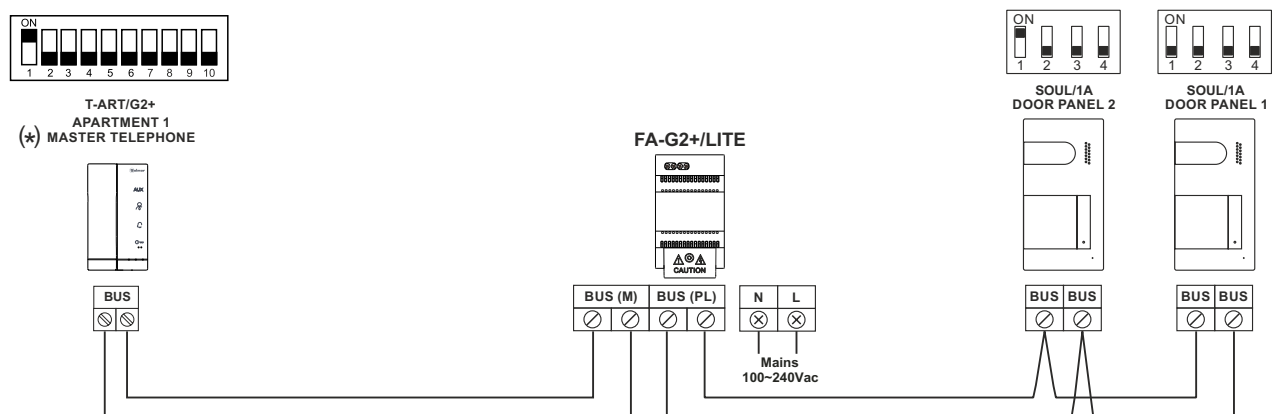 ON
1 2 3 4 5 6 7 8 9 10
T-ART/G2+
APARTMENT 1
(*) MASTER TELEPHONE
AUX
BUS
FA-G2+/LITE
CAUTION
BUS (M) BUS (PL) N L
Mains
100~240Vac
ON
1 2 3 4
SOUL/1A
DOOR PANEL 2
BUS BUS
ON
1 2 3 4
SOUL/1A
DOOR PANEL 1
BUS BUS